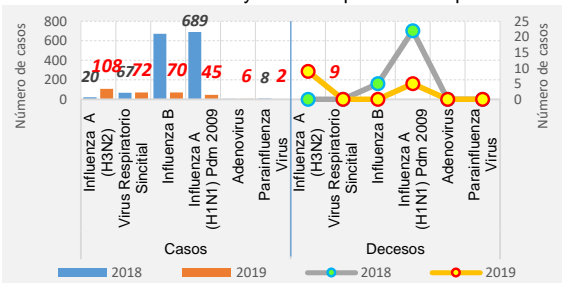 Número de casos
800
600
400
200
0
20
108
67
72
70
689
45
6
8
2
9
25
20
15
10
5
0
Número de casos
Influenza A
(H3N2)
Virus Respiratorio
Sincitial
Influenza B
Influenza A
(H1N1) Pdm 2009
Adenovirus
Parainfluenza
Virus
Influenza A
(H3N2)
Virus Respiratorio
Sincitial
Influenza B
Influenza A
(H1N1) Pdm 2009
Adenovirus
Parainfluenza
Virus
Casos
Decesos
2018
2019
2018
2019